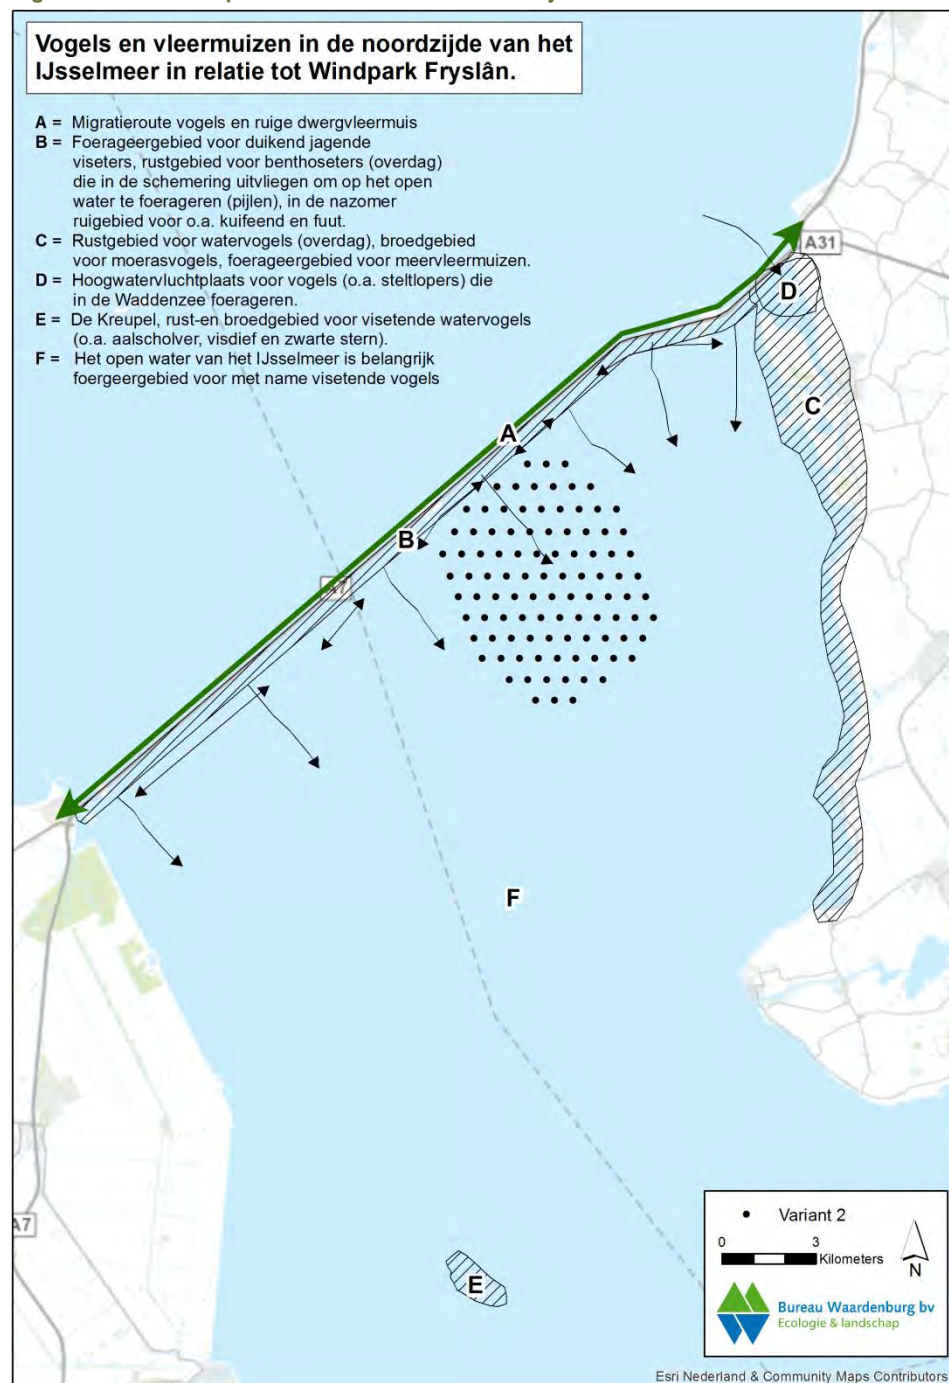 Vogels en vleermuizen in de noordzijde van het
IJsselmeer in relatie tot Windpark Fryslân.
A = Migratieroute vogels en ruige dwergvleermuis
B = Foerageergebied voor duikend jagende
viseters, rustgebied voor benthoseters (overdag)
die in de schemering uitvliegen om op het open
water te foerageren (pijlen), in de nazomer
ruigebied voor o.a. kuifeend en fuut.
C = Rustgebied voor watervogels (overdag), broedgebied
voor moerasvogels, foerageergebied voor meervleermuizen.
D = Hoogwatervluchtplaats voor vogels (o.a. steltlopers) die
in de Waddenzee foerageren.
E = De Kreupel, rust-en broedgebied voor visetende watervogels
(o.a. aalscholver, visdief en zwarte stern).
F = Het open water van het IJsselmeer is belangrijk
foergeergebied voor met name visetende vogels
A31
D
C
A
B
A7
F
A7
E
Variant 2
0 3
Kilometers
N
Bureau Waardenburg bv
Ecologie & landschap
Esri Nederland & Community Maps Contributors